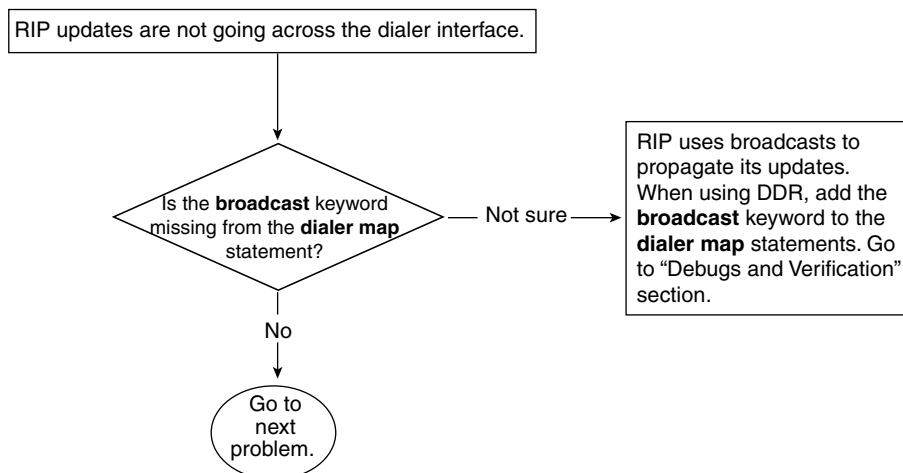 RIP updates are not going across the dialer interface.
Is the broadcast keyword
missing from the dialer map
statement?
Not sure
RIP uses broadcasts to
propagate its updates.
When using DDR, add the
broadcast keyword to the
dialer map statements. Go
to “Debugs and Verification”
section.
No
Go to
next
problem.